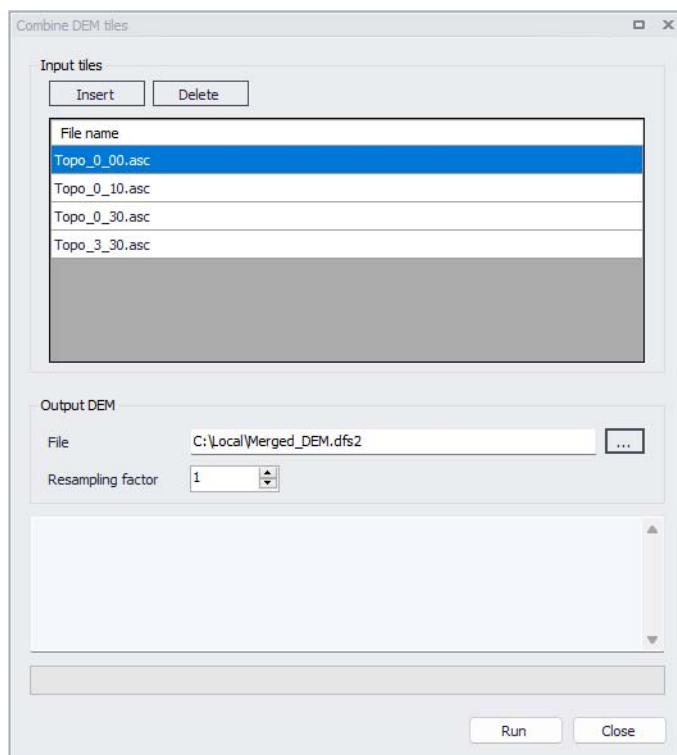 Combine DEM tiles
Input tiles
Insert Delete
File name
Topo_0_00.asc
Topo_0_10.asc
Topo_0_30.asc
Topo_3_30.asc
Output DEM
File C:\Local\Merged_DEM.dfs2 ...
Resampling factor 1
Run Close